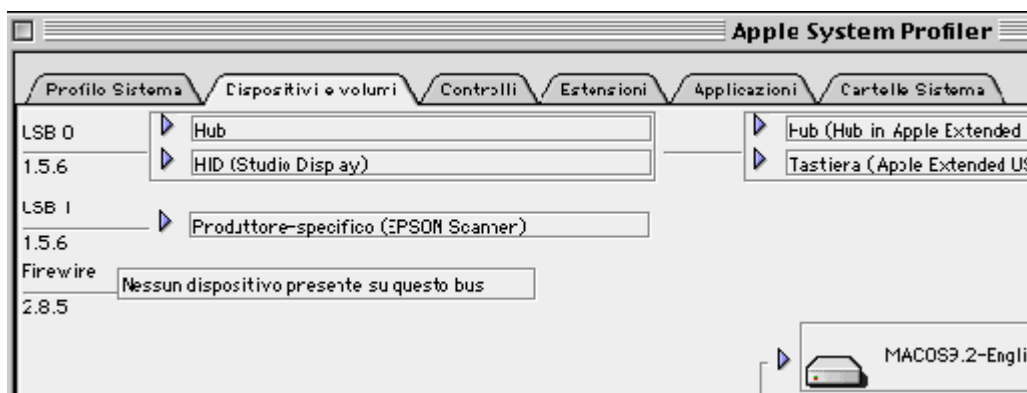 Apple System Profiler
Profilo Sistema
Dispositivi e volumi
Controlli
Estensioni
Applicazioni
Cartelle Sistema
USB 0
1.5.6
Hub
HID (Studio Display)
Hub (Hub in Apple Extended
Tastiera (Apple Extended US
USB 1
1.5.6
Produttore-specifico (EPSON Scanner)
Firewire
2.8.5
Nessun dispositivo presente su questo bus
MACOS9.2-Engli